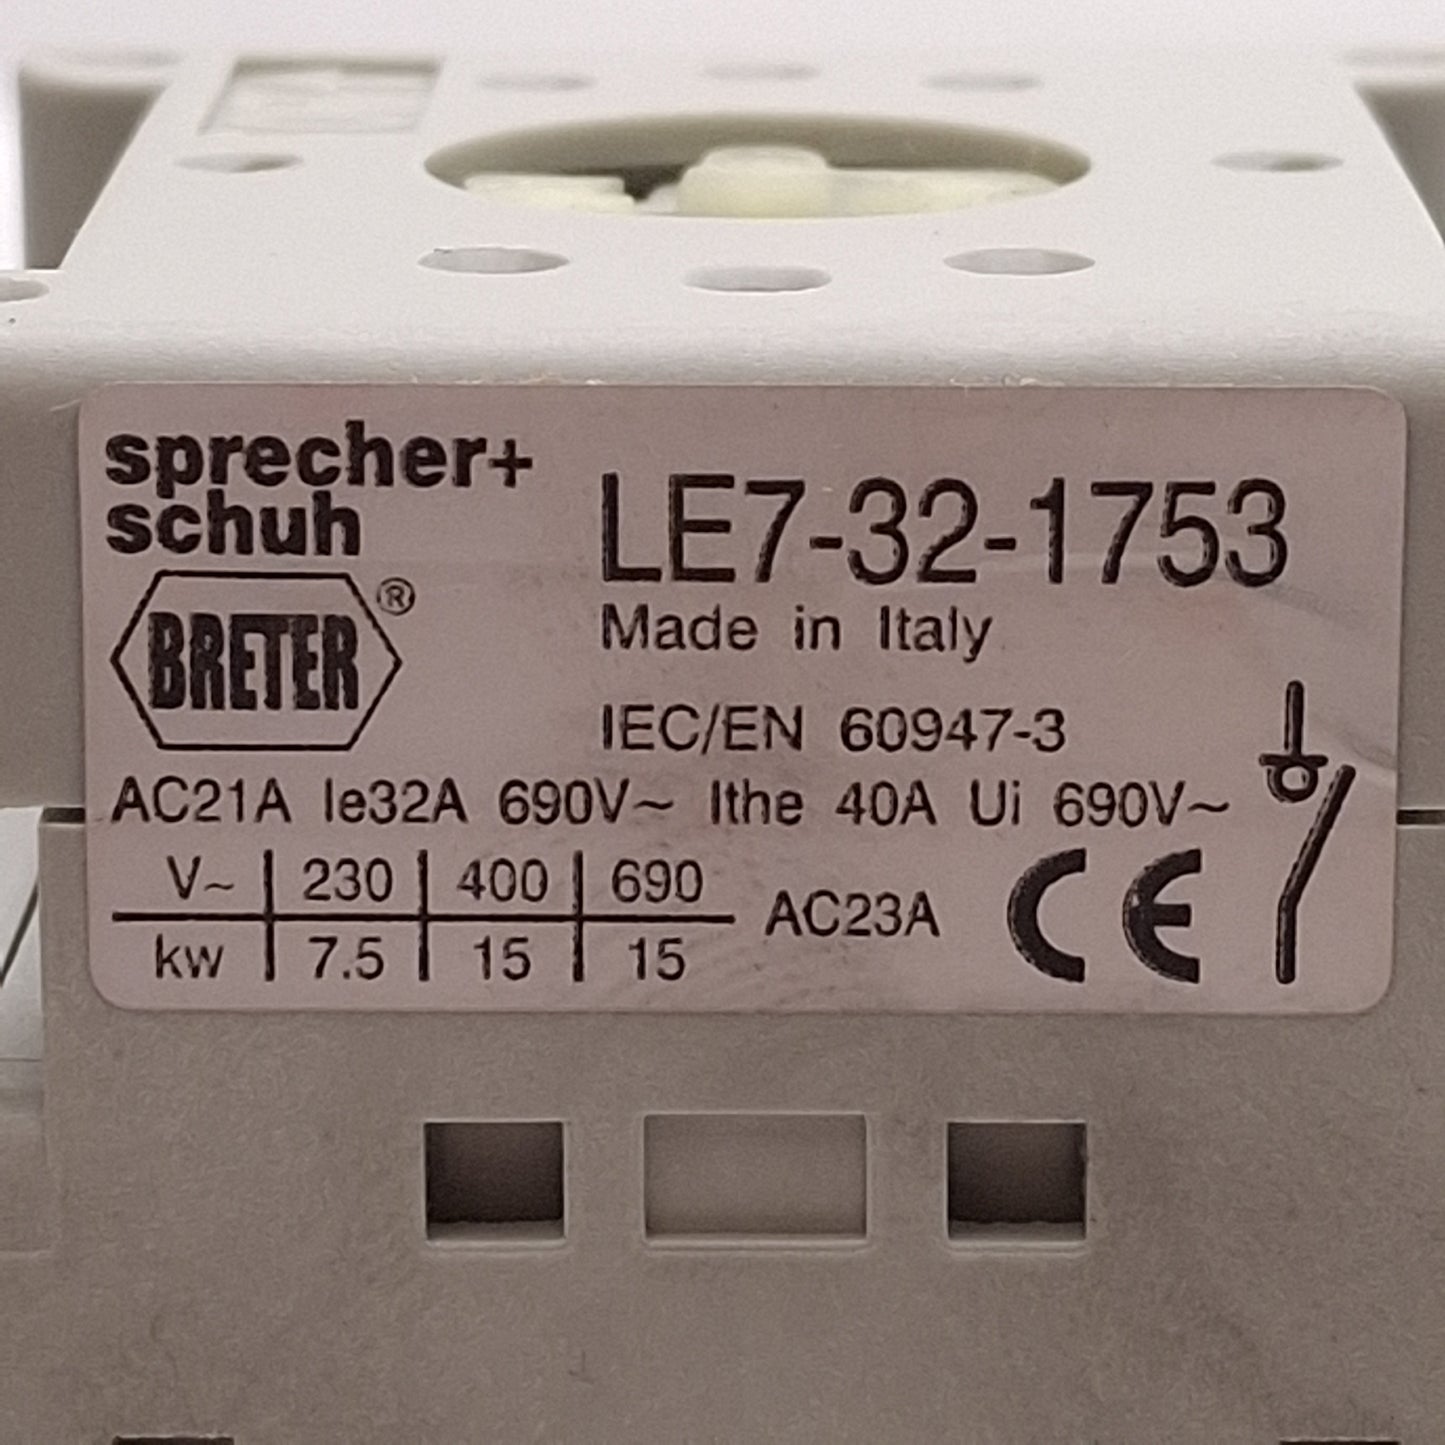 sprecher+
schuh
BRETER®
LE7-32-1753
Made in Italy
IEC/EN 60947-3
AC21A Ie32A 690V~ Ithe 40A Ui 690V~
V~ | 230 | 400 | 690
kw | 7.5 | 15 | 15
AC23A
CE